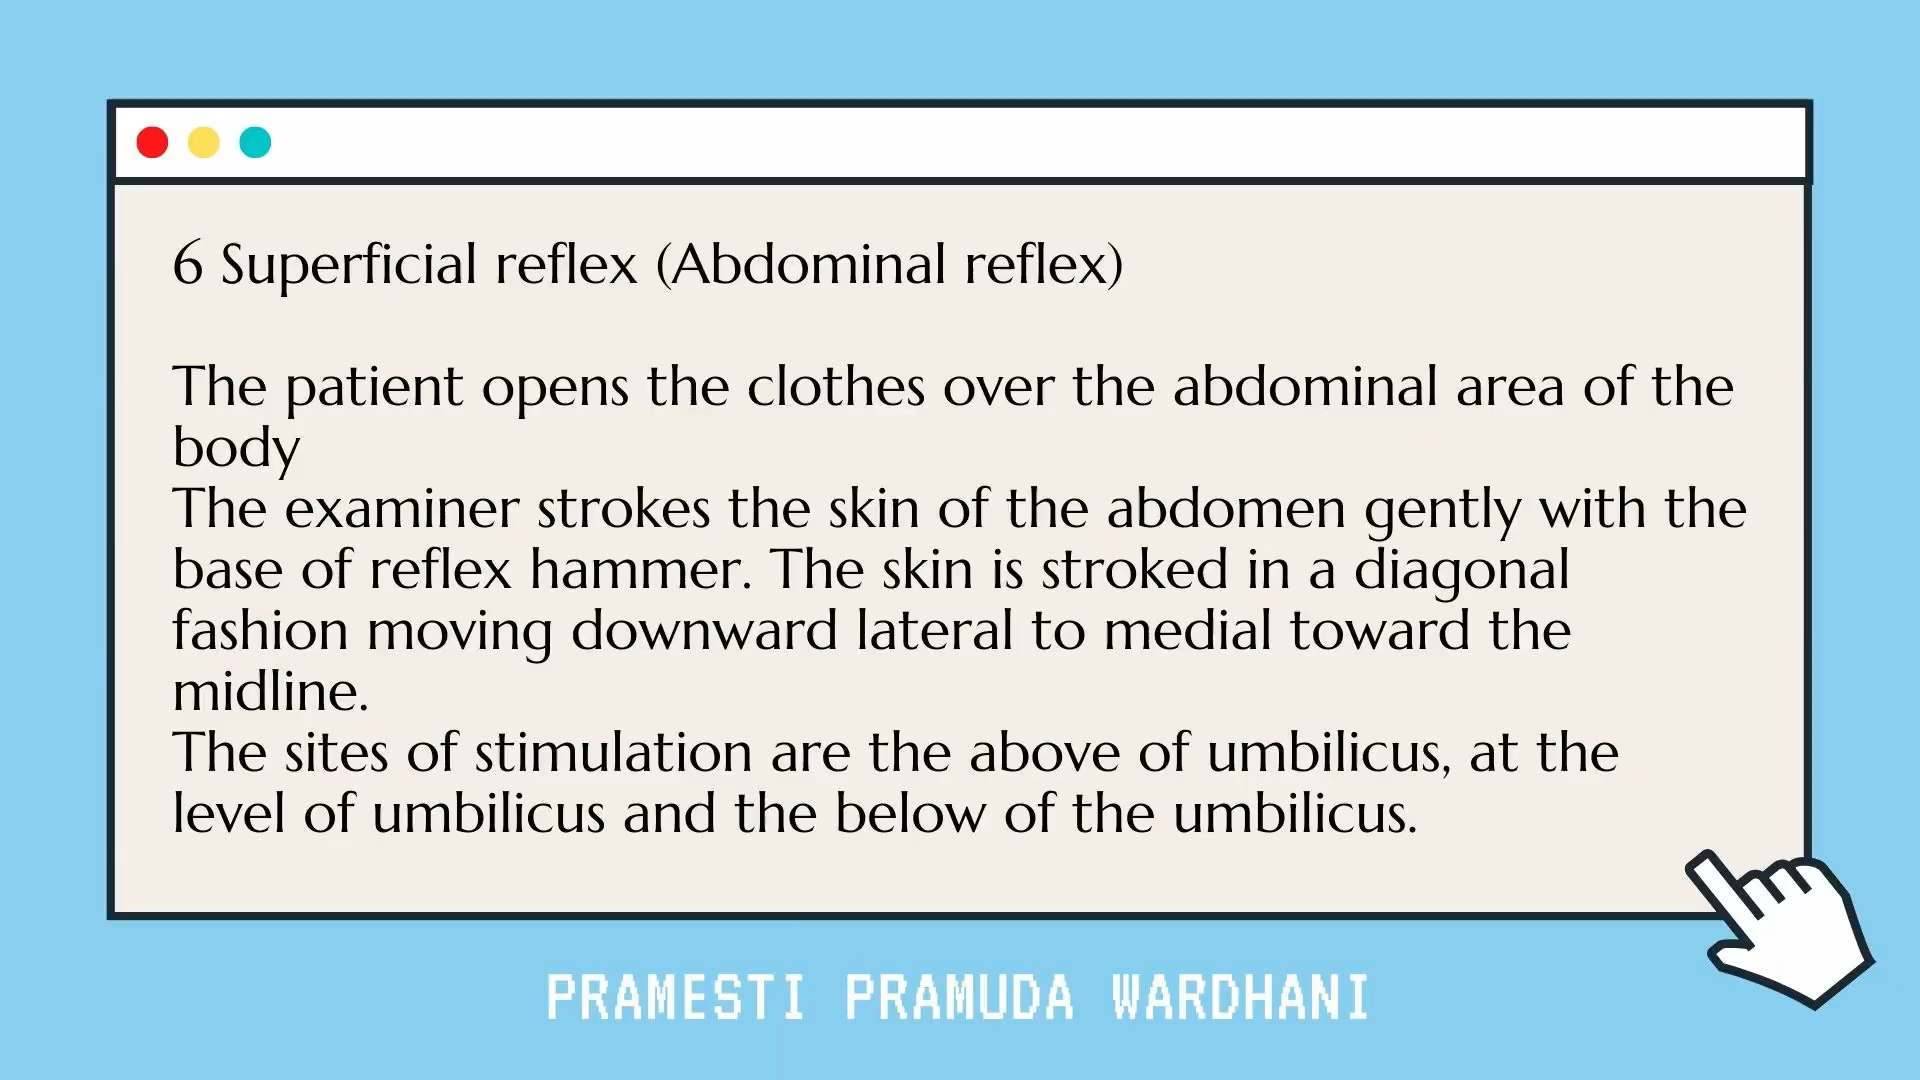 6 Superficial reflex (Abdominal reflex)
The patient opens the clothes over the abdominal area of the
body
The examiner strokes the skin of the abdomen gently with the
base of reflex hammer. The skin is stroked in a diagonal
fashion moving downward lateral to medial toward the
midline.
The sites of stimulation are the above of umbilicus, at the
level of umbilicus and the below of the umbilicus.
PRAMESTI PRAMUDA WARDHANI